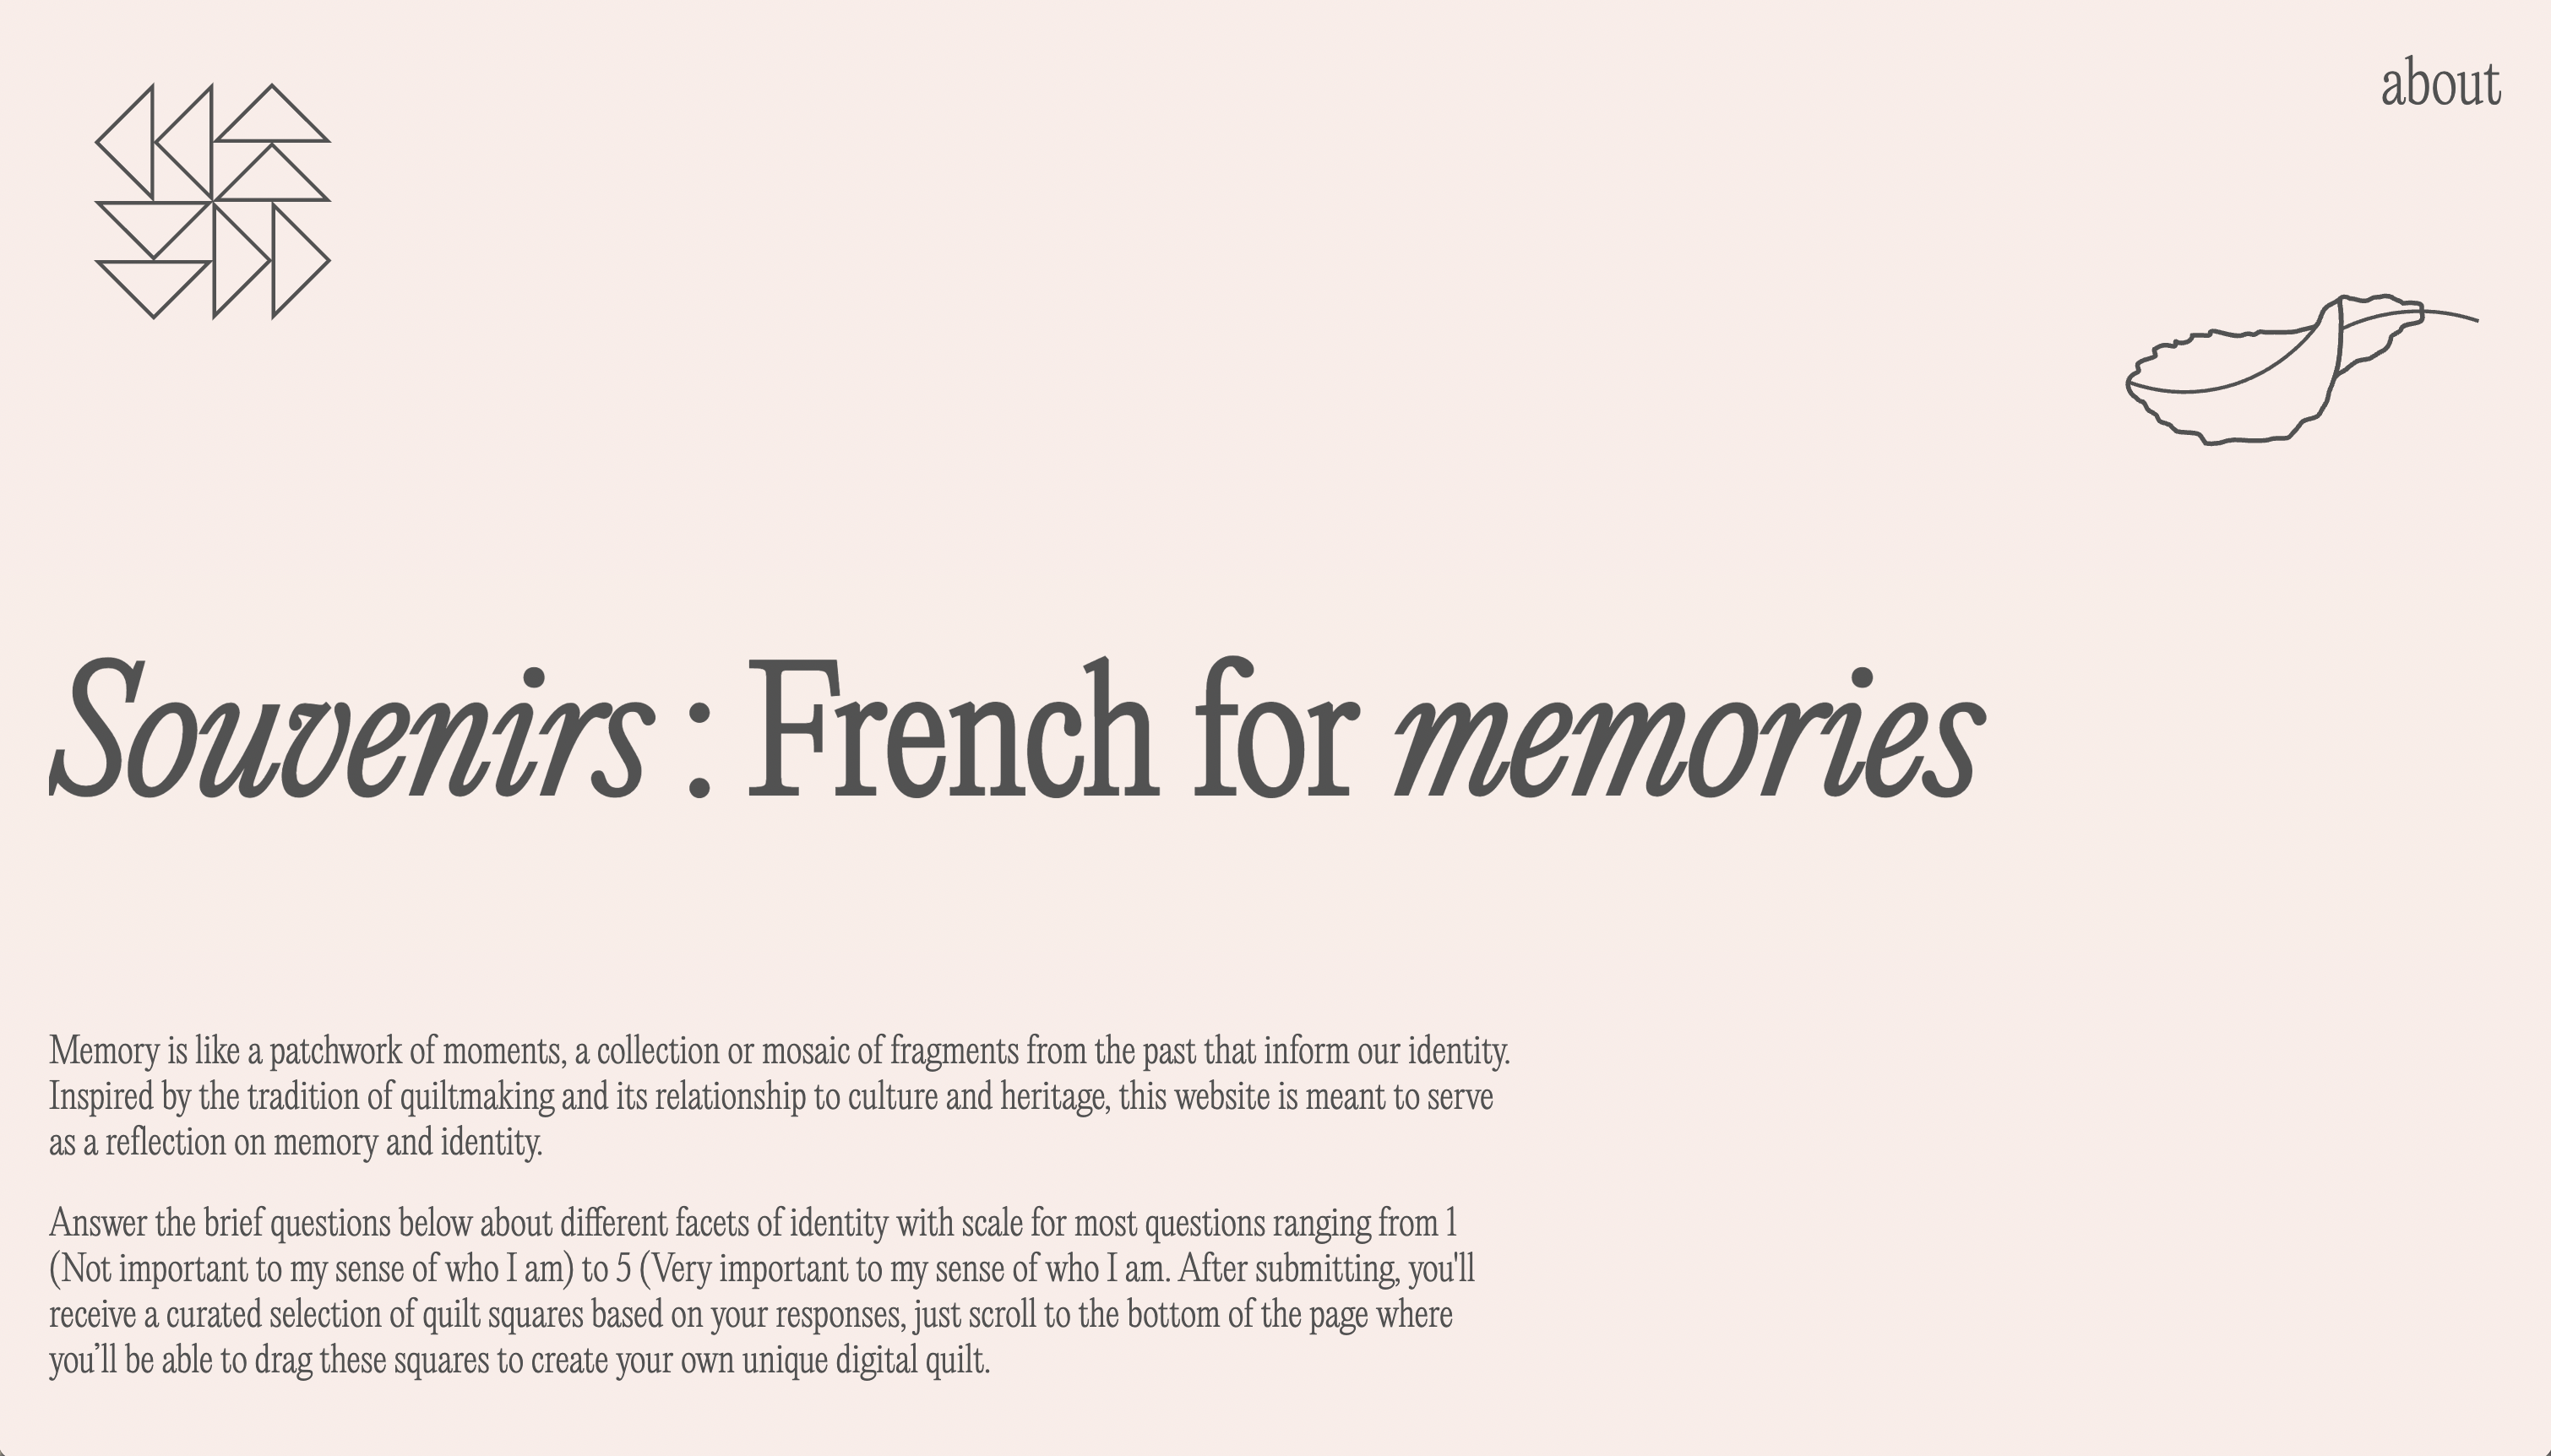 about
Souvenirs : French for memories
Memory is like a patchwork of moments, a collection or mosaic of fragments from the past that inform our identity.
Inspired by the tradition of quiltmaking and its relationship to culture and heritage, this website is meant to serve
as a reflection on memory and identity.
Answer the brief questions below about different facets of identity with scale for most questions ranging from 1
(Not important to my sense of who I am) to 5 (Very important to my sense of who I am. After submitting, you'll
receive a curated selection of quilt squares based on your responses, just scroll to the bottom of the page where
you’ll be able to drag these squares to create your own unique digital quilt.